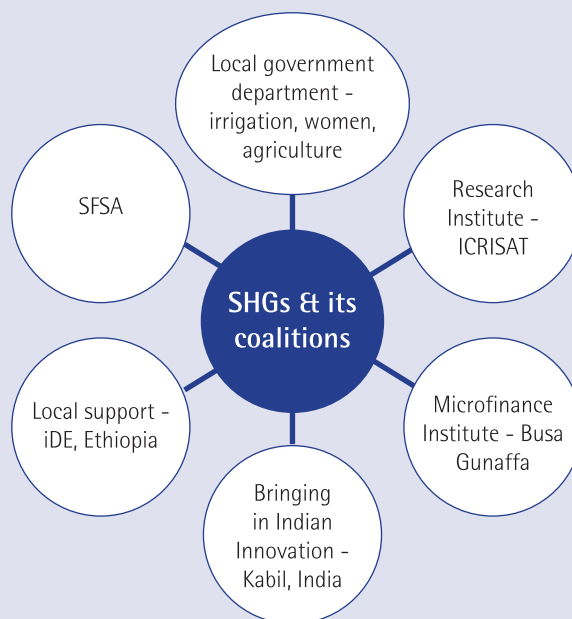 Local government
department -
irrigation, women,
agriculture
SFSA
Research
Institute -
ICRISAT
SHGs & its
coalitions
Local support -
iDE, Ethiopia
Microfinance
Institute - Busa
Gunaffa
Bringing
in Indian
Innovation -
Kabil, India